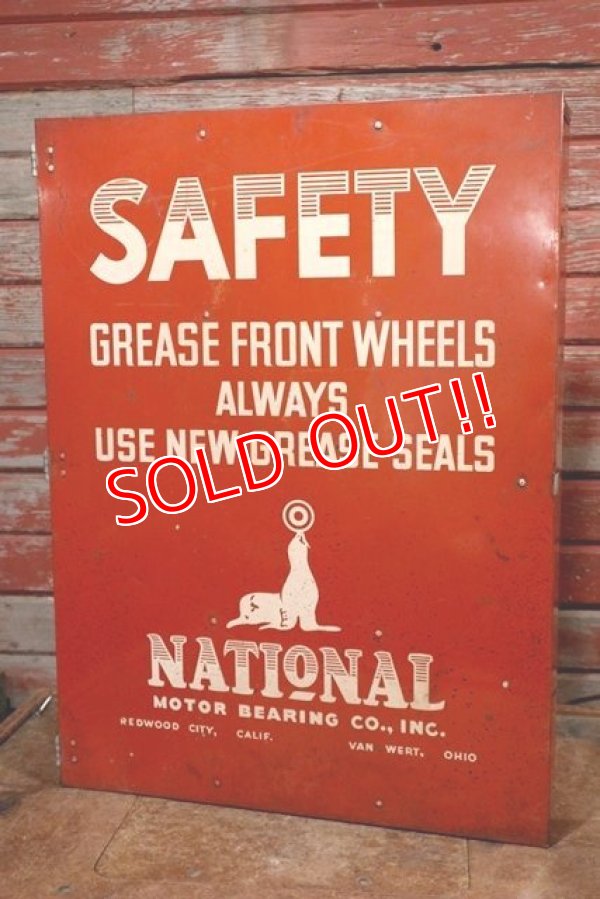 SAFETY
GREASE FRONT WHEELS
ALWAYS
USE NEW GREASE SEALS
SOLD OUT!!
NATIONAL
MOTOR BEARING CO., INC.
REDWOOD CITY, CALIF. VAN WERT, OHIO